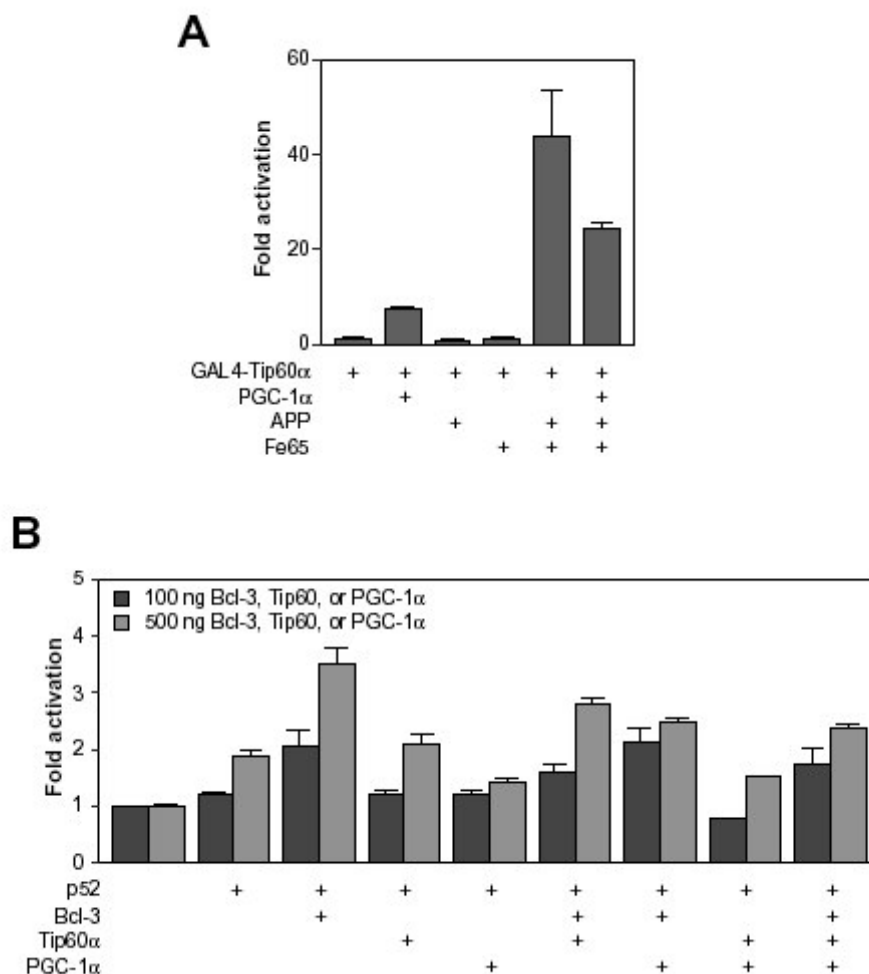 A
Fold activation
60
40
20
0
GAL4-Tip60α + + + + + +
PGC-1α + +
APP + + +
Fe65 + + +
B
Fold activation
5
4
3
2
1
0
100 ng Bcl-3, Tip60, or PGC-1α
500 ng Bcl-3, Tip60, or PGC-1α
p52 + + + + + + + +
Bcl-3 + + + +
Tip60α + + + +
PGC-1α + + + +